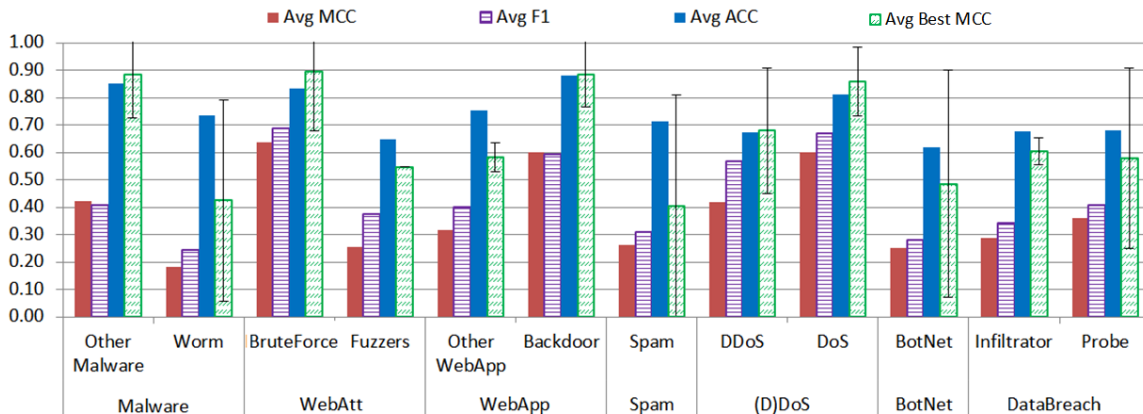 Avg MCC Avg F1 Avg ACC Avg Best MCC
1.00
0.90
0.80
0.70
0.60
0.50
0.40
0.30
0.20
0.10
0.00
Other Worm BruteForce Fuzzers Other Backdoor Spam DDoS DoS BotNet Infiltrator Probe
Malware WebApp
Malware WebAtt WebApp Spam (D)DoS BotNet DataBreach